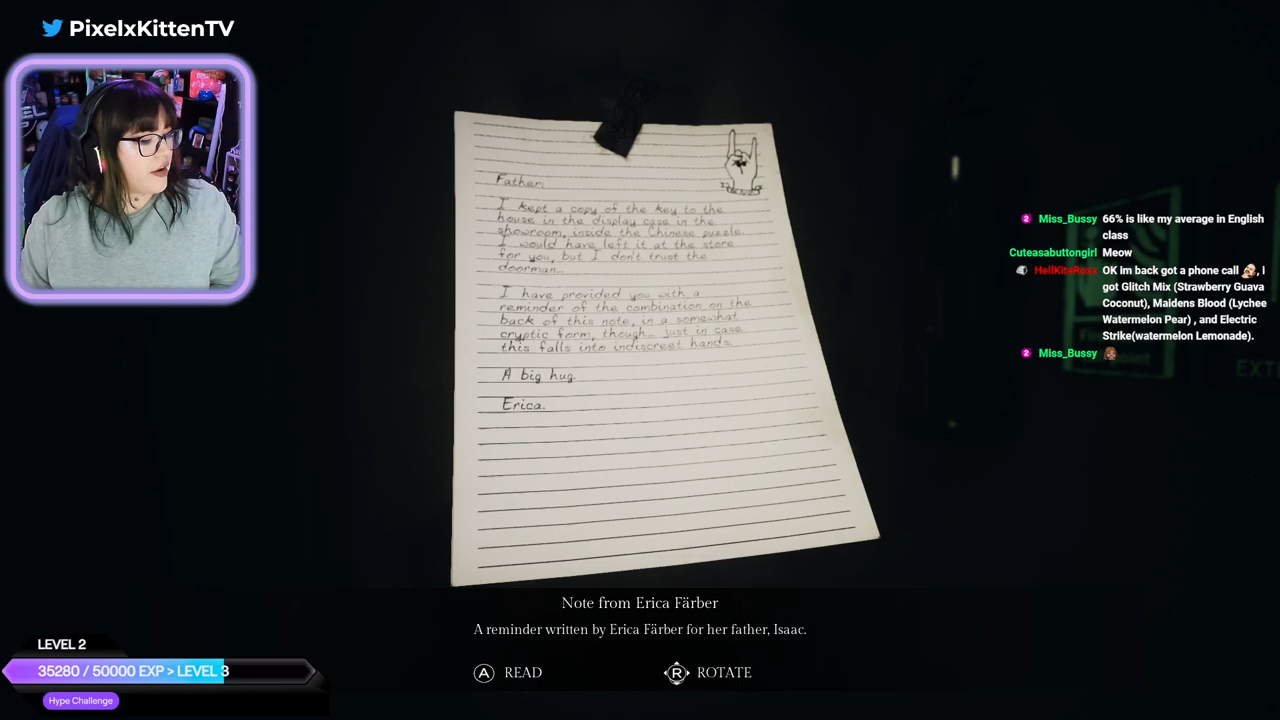 PixelxKittenTV
Father.
I kept a copy of the key to the
house in the display case in the
showroom, inside the Chinese puzzle.
I would have left it at the store
for you, but I don't trust the
doorman...
I have provided you with a
reminder of the combination on the
back of this note, in a somewhat
cryptic form, though... just in case
this falls into indiscreet hands.
A big hug.
Erica.
2 Miss_Bussy 66% is like my average in English
class
Cuteasabuttongirl Meow
HellKiteRoxx OK im back got a phone call , i
got Glitch Mix (Strawberry Guava
Coconut), Maidens Blood (Lychee
Watermelon Pear) , and Electric
Strike(watermelon Lemonade).
2 Miss_Bussy
Note from Erica Färber
A reminder written by Erica Färber for her father, Isaac.
A READ
R ROTATE
LEVEL 2
35280 / 50000 EXP > LEVEL 3
Hype Challenge